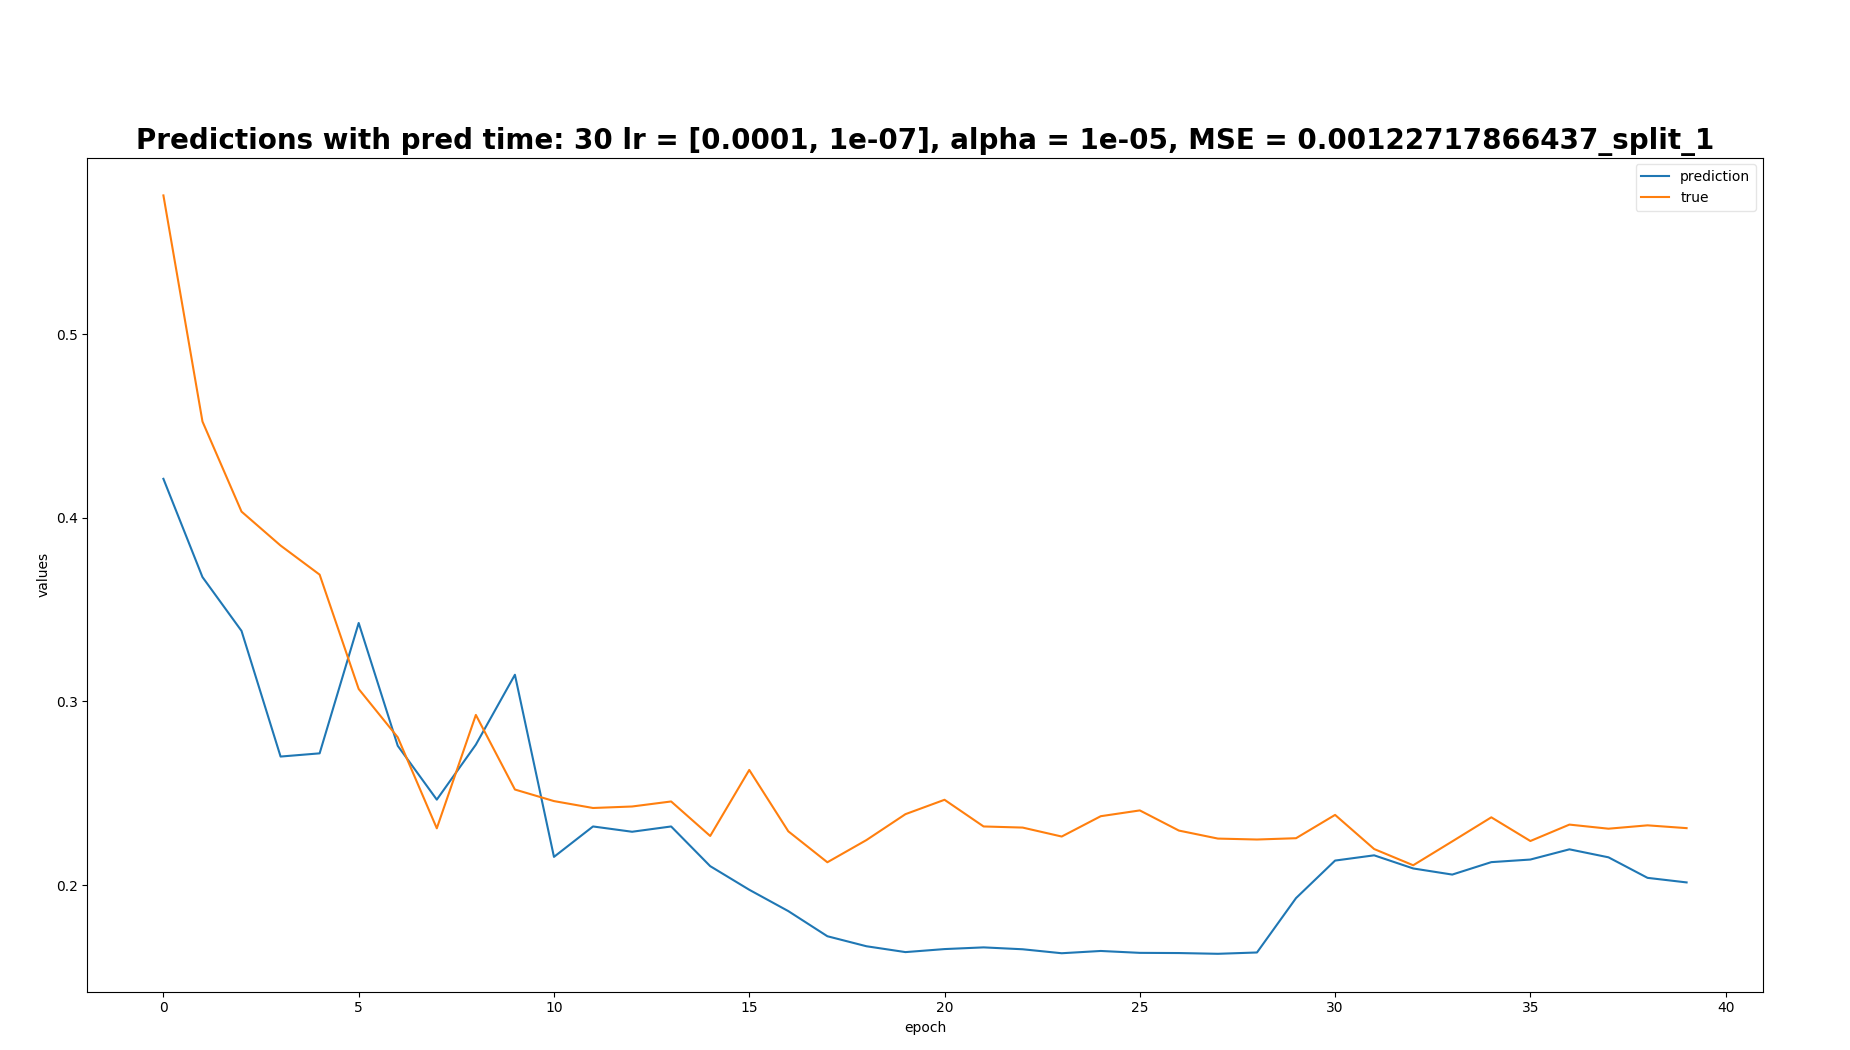 Predictions with pred time: 30 lr = [0.0001, 1e-07], alpha = 1e-05, MSE = 0.00122717866437_split_1
prediction
true
0.5
0.4
0.3
0.2
values
0 5 10 15 20 25 30 35 40
epoch